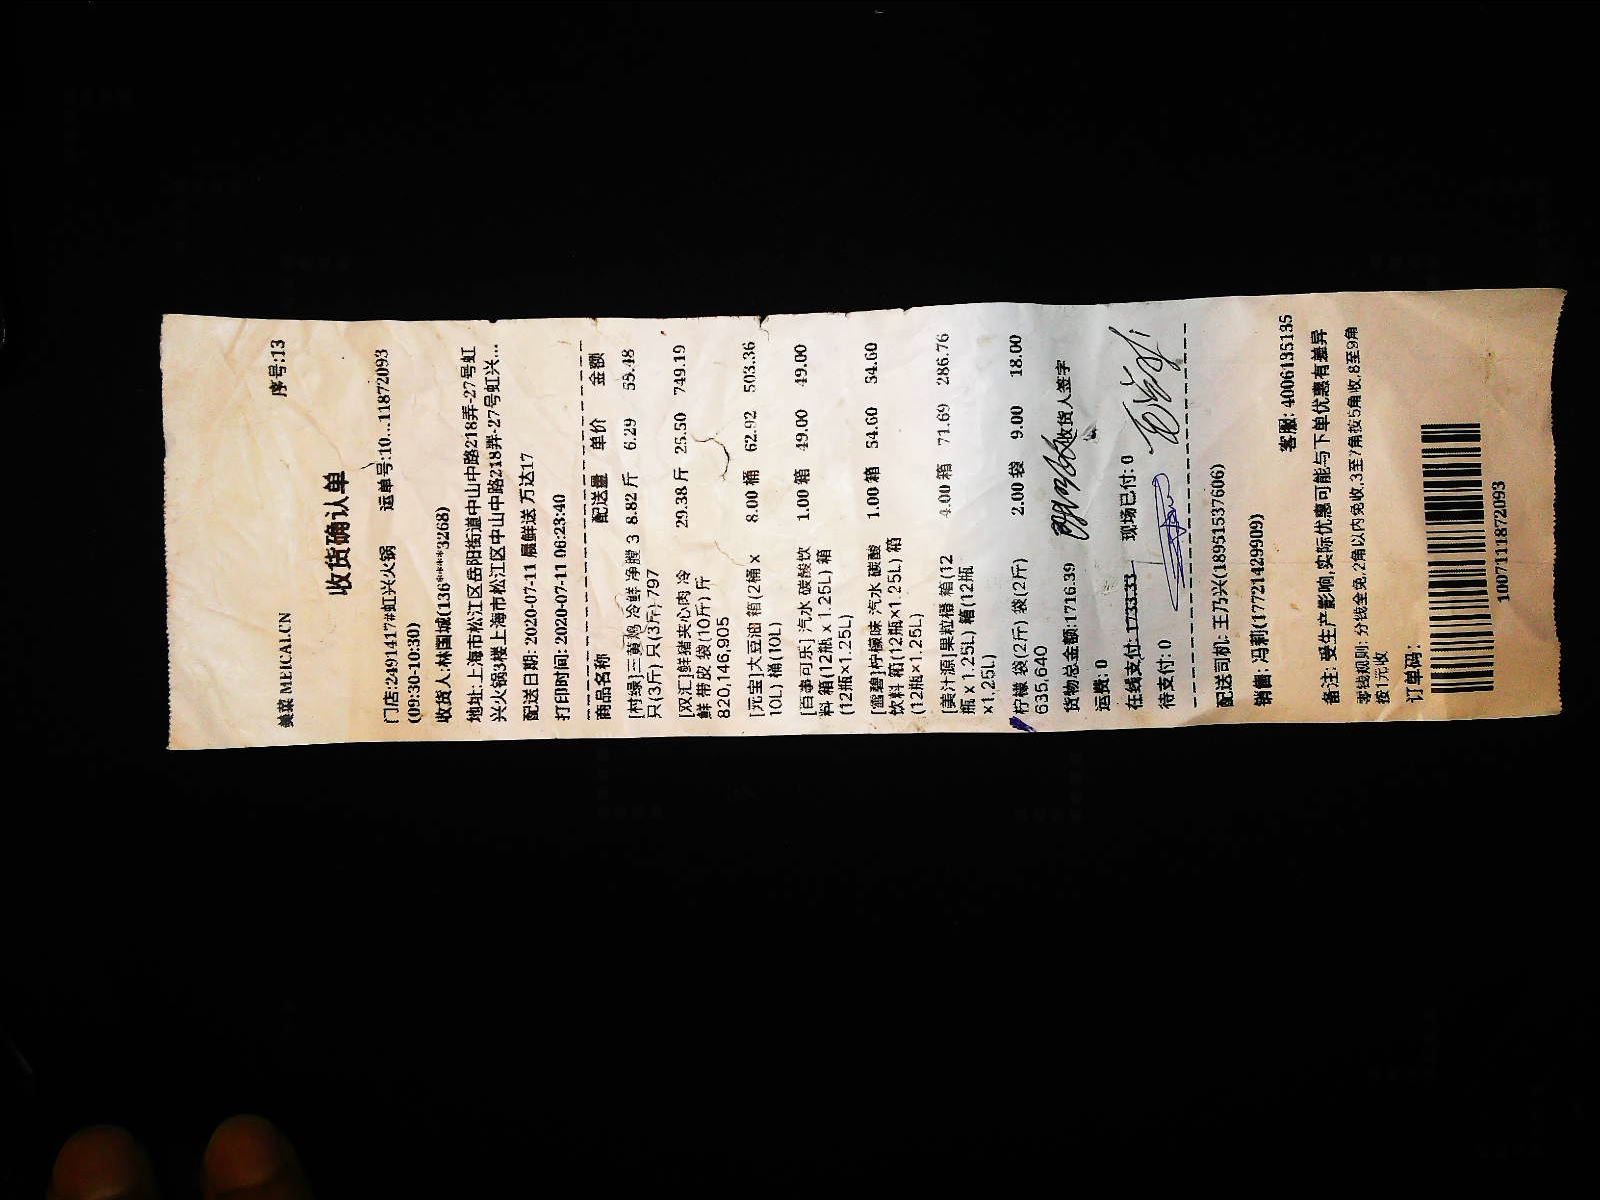 美菜 MEICAI.CN 序号:13
收货确认单
门店:2491417#虹兴火锅 运单号:10...11872093
(09:30-10:30)
收货人:林国城(136****3268)
地址:上海市松江区岳阳街道中山中路218弄-27号虹
兴火锅3楼上海市松江区中山中路218弄-27号虹兴...
配送日期: 2020-07-11 晨鲜送 万达17
打印时间: 2020-07-11 06:23:40
商品名称 配送量 单价 金额
[村绿]三黄鸡 冷鲜 净膛 3 8.82 斤 6.29 55.48
只(3斤) 只(3斤) 797
[双汇]鲜猪夹心肉 冷 29.38 斤 25.50 749.19
鲜 带皮 袋(10斤) 斤
820,146,905
[元宝]大豆油 箱(2桶 x 8.00 桶 62.92 503.36
10L) 桶(10L)
[百事可乐] 汽水 碳酸饮 1.00 箱 49.00 49.00
料 箱(12瓶 x 1.25L) 箱
(12瓶×1.25L)
[雪碧]柠檬味 汽水 碳酸 1.00 箱 54.60 54.60
饮料 箱(12瓶×1.25L) 箱
(12瓶×1.25L)
[美汁源]果粒橙 箱(12 4.00 箱 71.69 286.76
瓶 x 1.25L) 箱(12瓶
×1.25L)
柠檬 袋(2斤) 袋(2斤) 2.00 袋 9.00 18.00
635,640
货物总金额:1716.39 收货人签字
运费: 0
在线支付: 1733.33 现场已付: 0
待支付: 0
配送司机: 王乃兴(18951537606)
销售: 冯莉(17721429909)
客服: 4006135135
备注: 受生产影响,实际优惠可能与下单优惠有差异
零钱规则: 分钱全免,2角以内免收,3至7角按5角收,8至9角
按1元收
订单码:
10071111872093